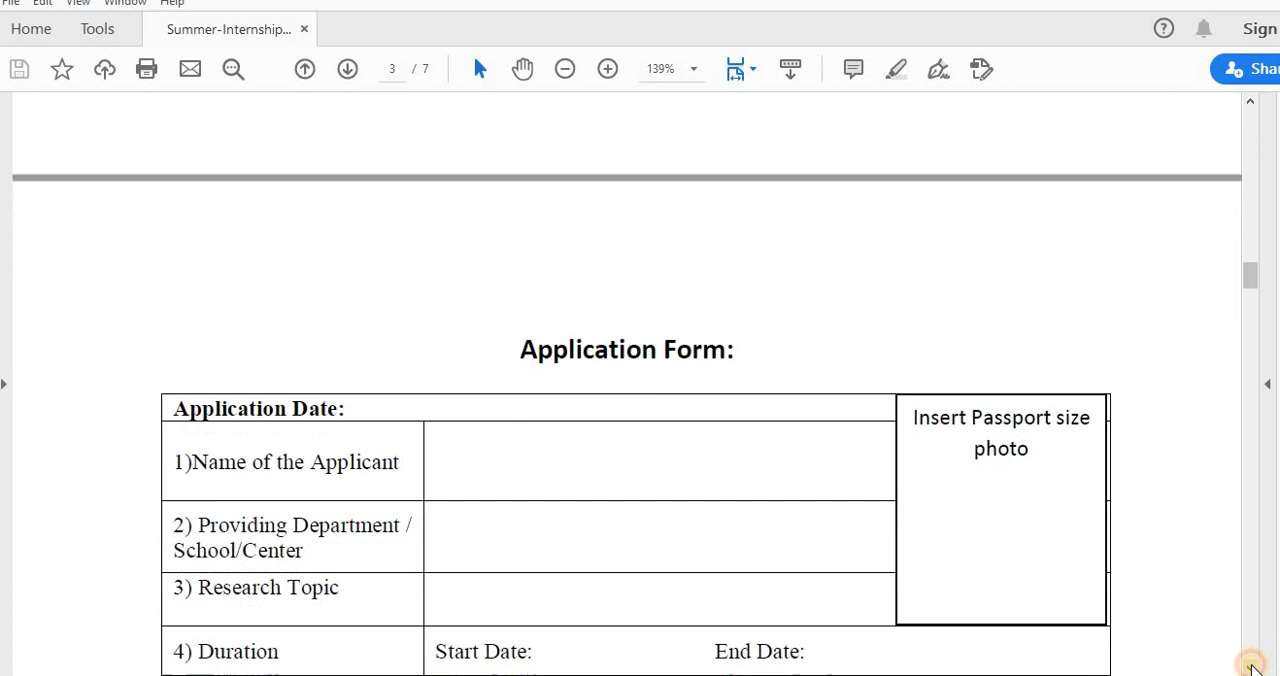 File Edit View Window Help
Home Tools Summer-Internship... × Sign
3 / 7 139% Shar
Application Form:
Application Date:
Insert Passport size
photo
1)Name of the Applicant
2) Providing Department /
School/Center
3) Research Topic
4) Duration Start Date: End Date: